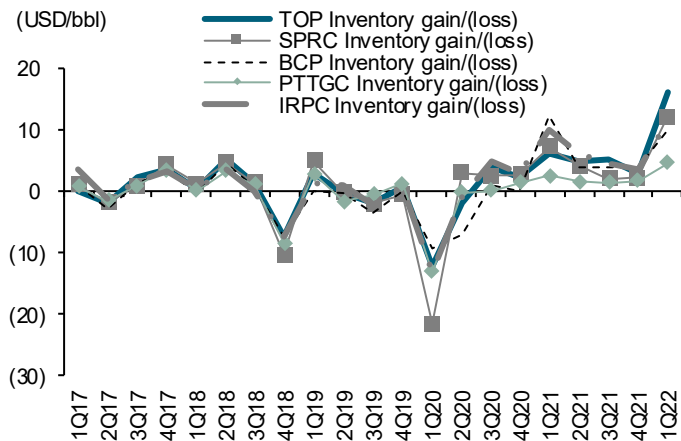 (USD/bbl)
TOP Inventory gain/(loss)
SPRC Inventory gain/(loss)
BCP Inventory gain/(loss)
PTTGC Inventory gain/(loss)
IRPC Inventory gain/(loss)
20
10
0
(10)
(20)
(30)
1Q17
2Q17
3Q17
4Q17
1Q18
2Q18
3Q18
4Q18
1Q19
2Q19
3Q19
4Q19
1Q20
2Q20
3Q20
4Q20
1Q21
2Q21
3Q21
4Q21
1Q22